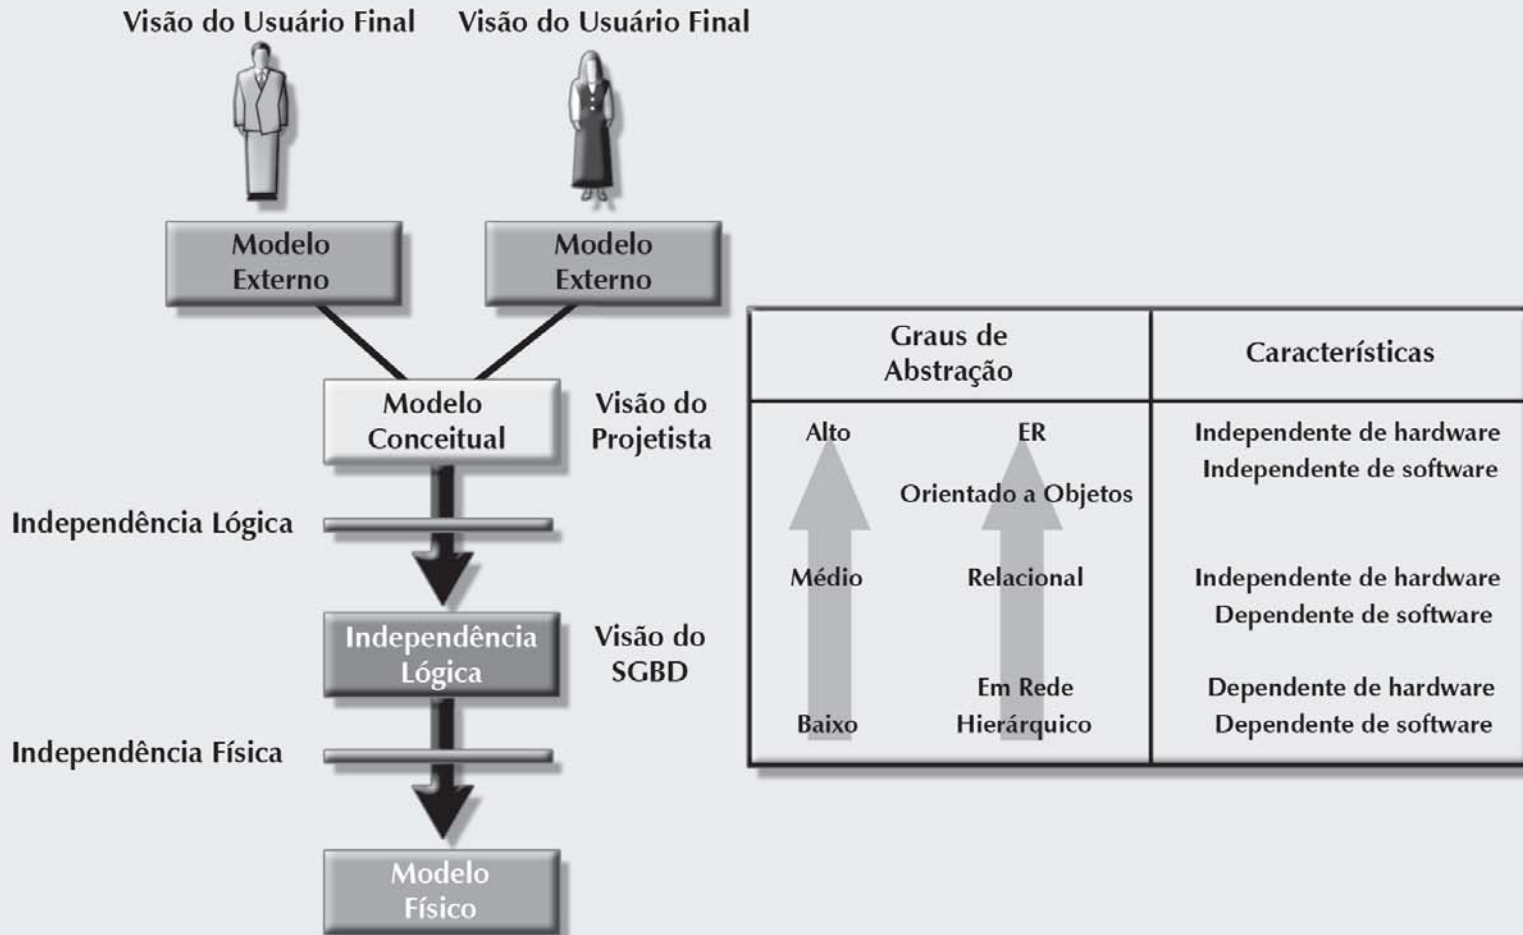 Visão do Usuário Final
Visão do Usuário Final
Modelo
Externo
Modelo
Externo
Modelo
Conceitual
Visão do
Projetista
Independência Lógica
Independência
Lógica
Visão do
SGBD
Independência Física
Modelo
Físico
Graus de
Abstração
Características
Alto
ER
Independente de hardware
Independente de software
Orientado a Objetos
Médio
Relacional
Independente de hardware
Dependente de software
Em Rede
Dependente de hardware
Baixo
Hierárquico
Dependente de software